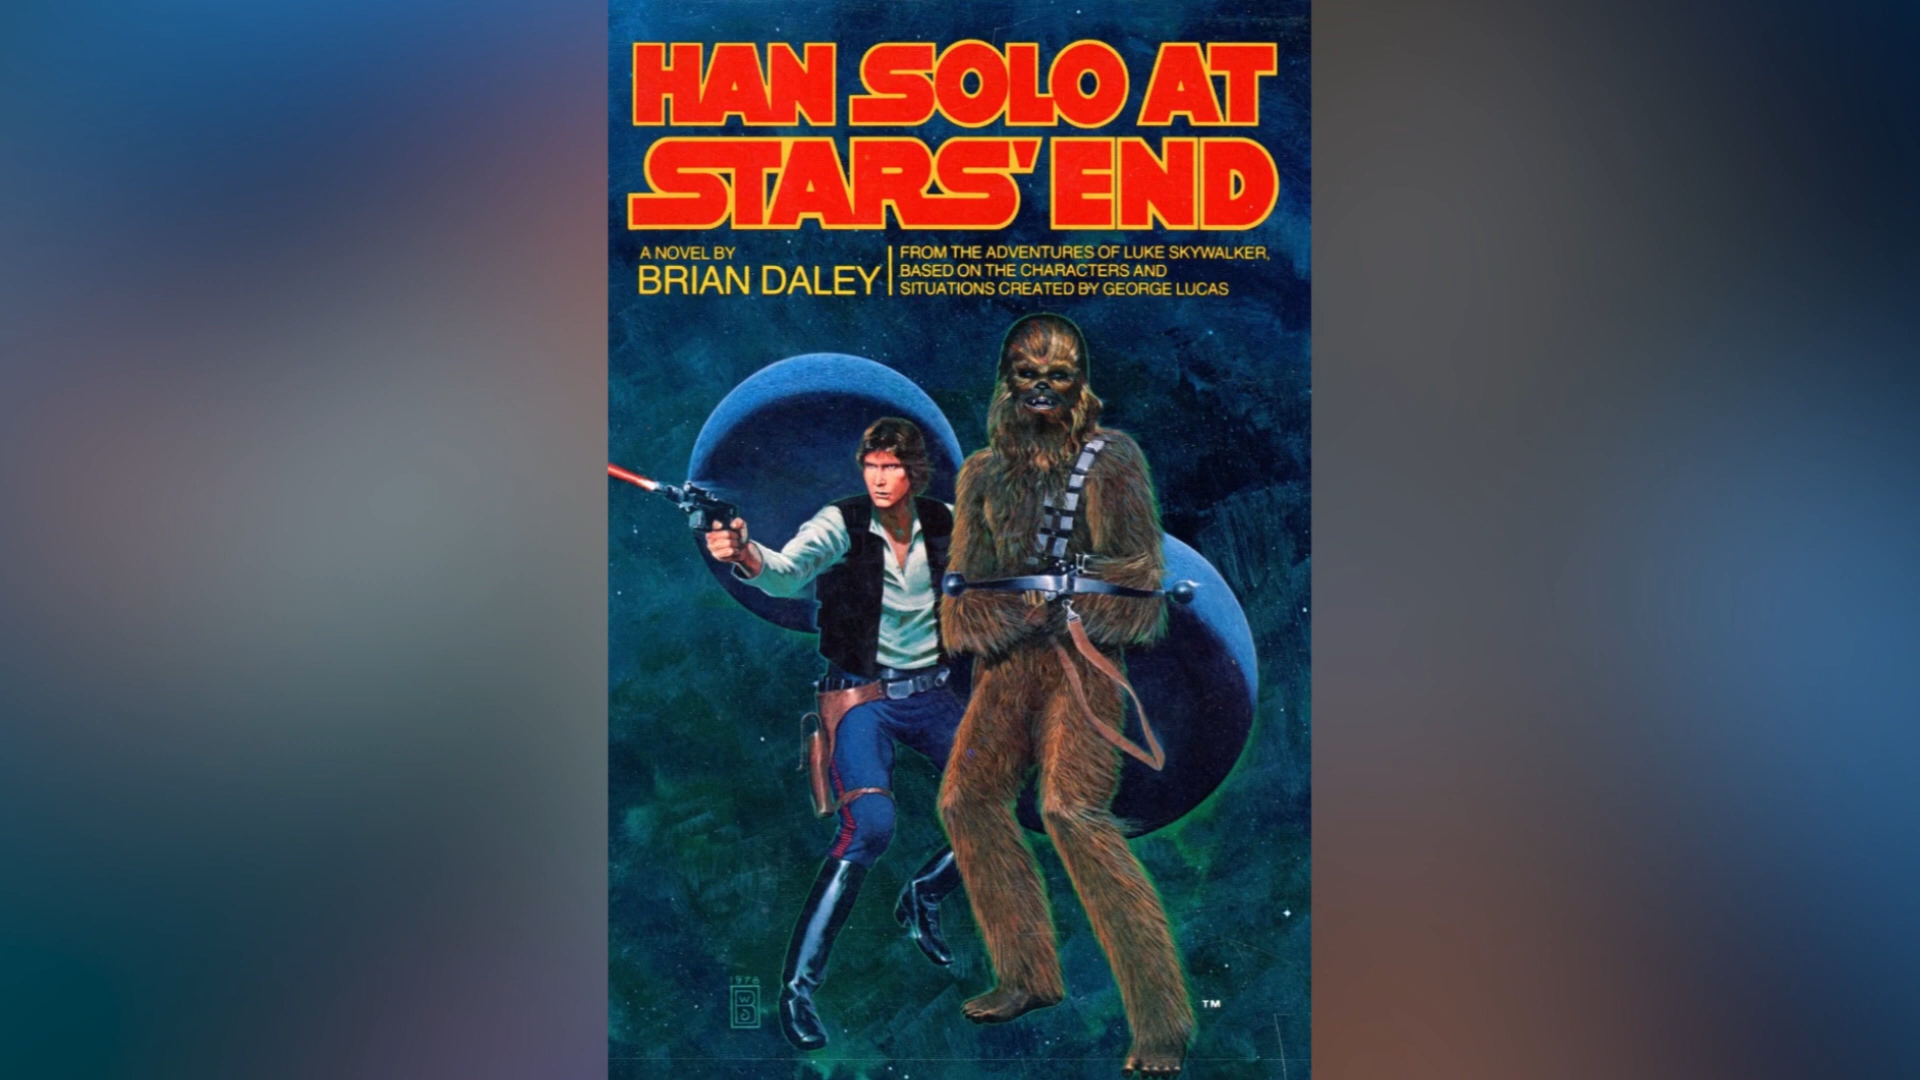 HAN SOLO AT
STARS' END
A NOVEL BY
BRIAN DALEY
FROM THE ADVENTURES OF LUKE SKYWALKER,
BASED ON THE CHARACTERS AND
SITUATIONS CREATED BY GEORGE LUCAS
TM